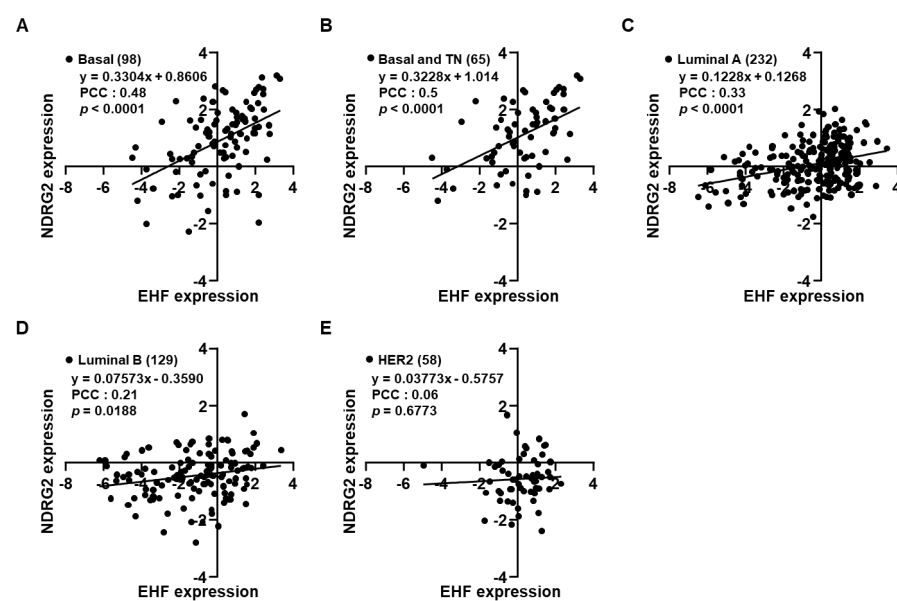 A
Basal (98)
y = 0.3304x + 0.8606
PCC : 0.48
p < 0.0001
4
2
-2
-4
-8 -6 -4 -2 2 4
NDRG2 expression
EHF expression
B
Basal and TN (65)
y = 0.3228x + 1.014
PCC : 0.5
p < 0.0001
4
2
-2
-4
-8 -6 -4 -2 2 4
NDRG2 expression
EHF expression
C
Luminal A (232)
y = 0.1228x + 0.1268
PCC : 0.33
p < 0.0001
4
2
-2
-4
-8 -6 -4 -2 2 4
NDRG2 expression
EHF expression
D
Luminal B (129)
y = 0.07573x - 0.3590
PCC : 0.21
p = 0.0188
4
2
-2
-4
-8 -6 -4 -2 2 4
NDRG2 expression
EHF expression
E
HER2 (58)
y = 0.03773x - 0.5757
PCC : 0.06
p = 0.6773
4
2
-2
-4
-8 -6 -4 -2 2 4
NDRG2 expression
EHF expression